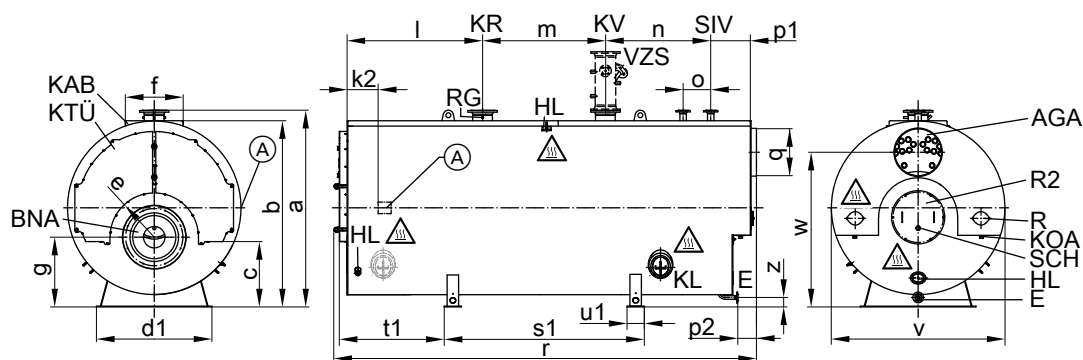 KAB
f
KTÜ
A
e
BNA
g
c
b
a
d1
l
KR
m
KV
n
SIV
p1
k2
RG
HL
VZS
o
A
q
HL
KL
E
z
u1
p2
t1
s1
r
AGA
R2
R
KOA
SCH
HL
E
w
v